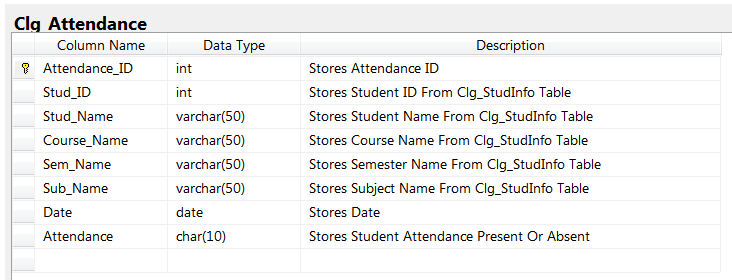 Clg_Attendance
Column Name Data Type Description
Attendance_ID int Stores Attendance ID
Stud_ID int Stores Student ID From Clg_StudInfo Table
Stud_Name varchar(50) Stores Student Name From Clg_StudInfo Table
Course_Name varchar(50) Stores Course Name From Clg_StudInfo Table
Sem_Name varchar(50) Stores Semester Name From Clg_StudInfo Table
Sub_Name varchar(50) Stores Subject Name From Clg_StudInfo Table
Date date Stores Date
Attendance char(10) Stores Student Attendance Present Or Absent